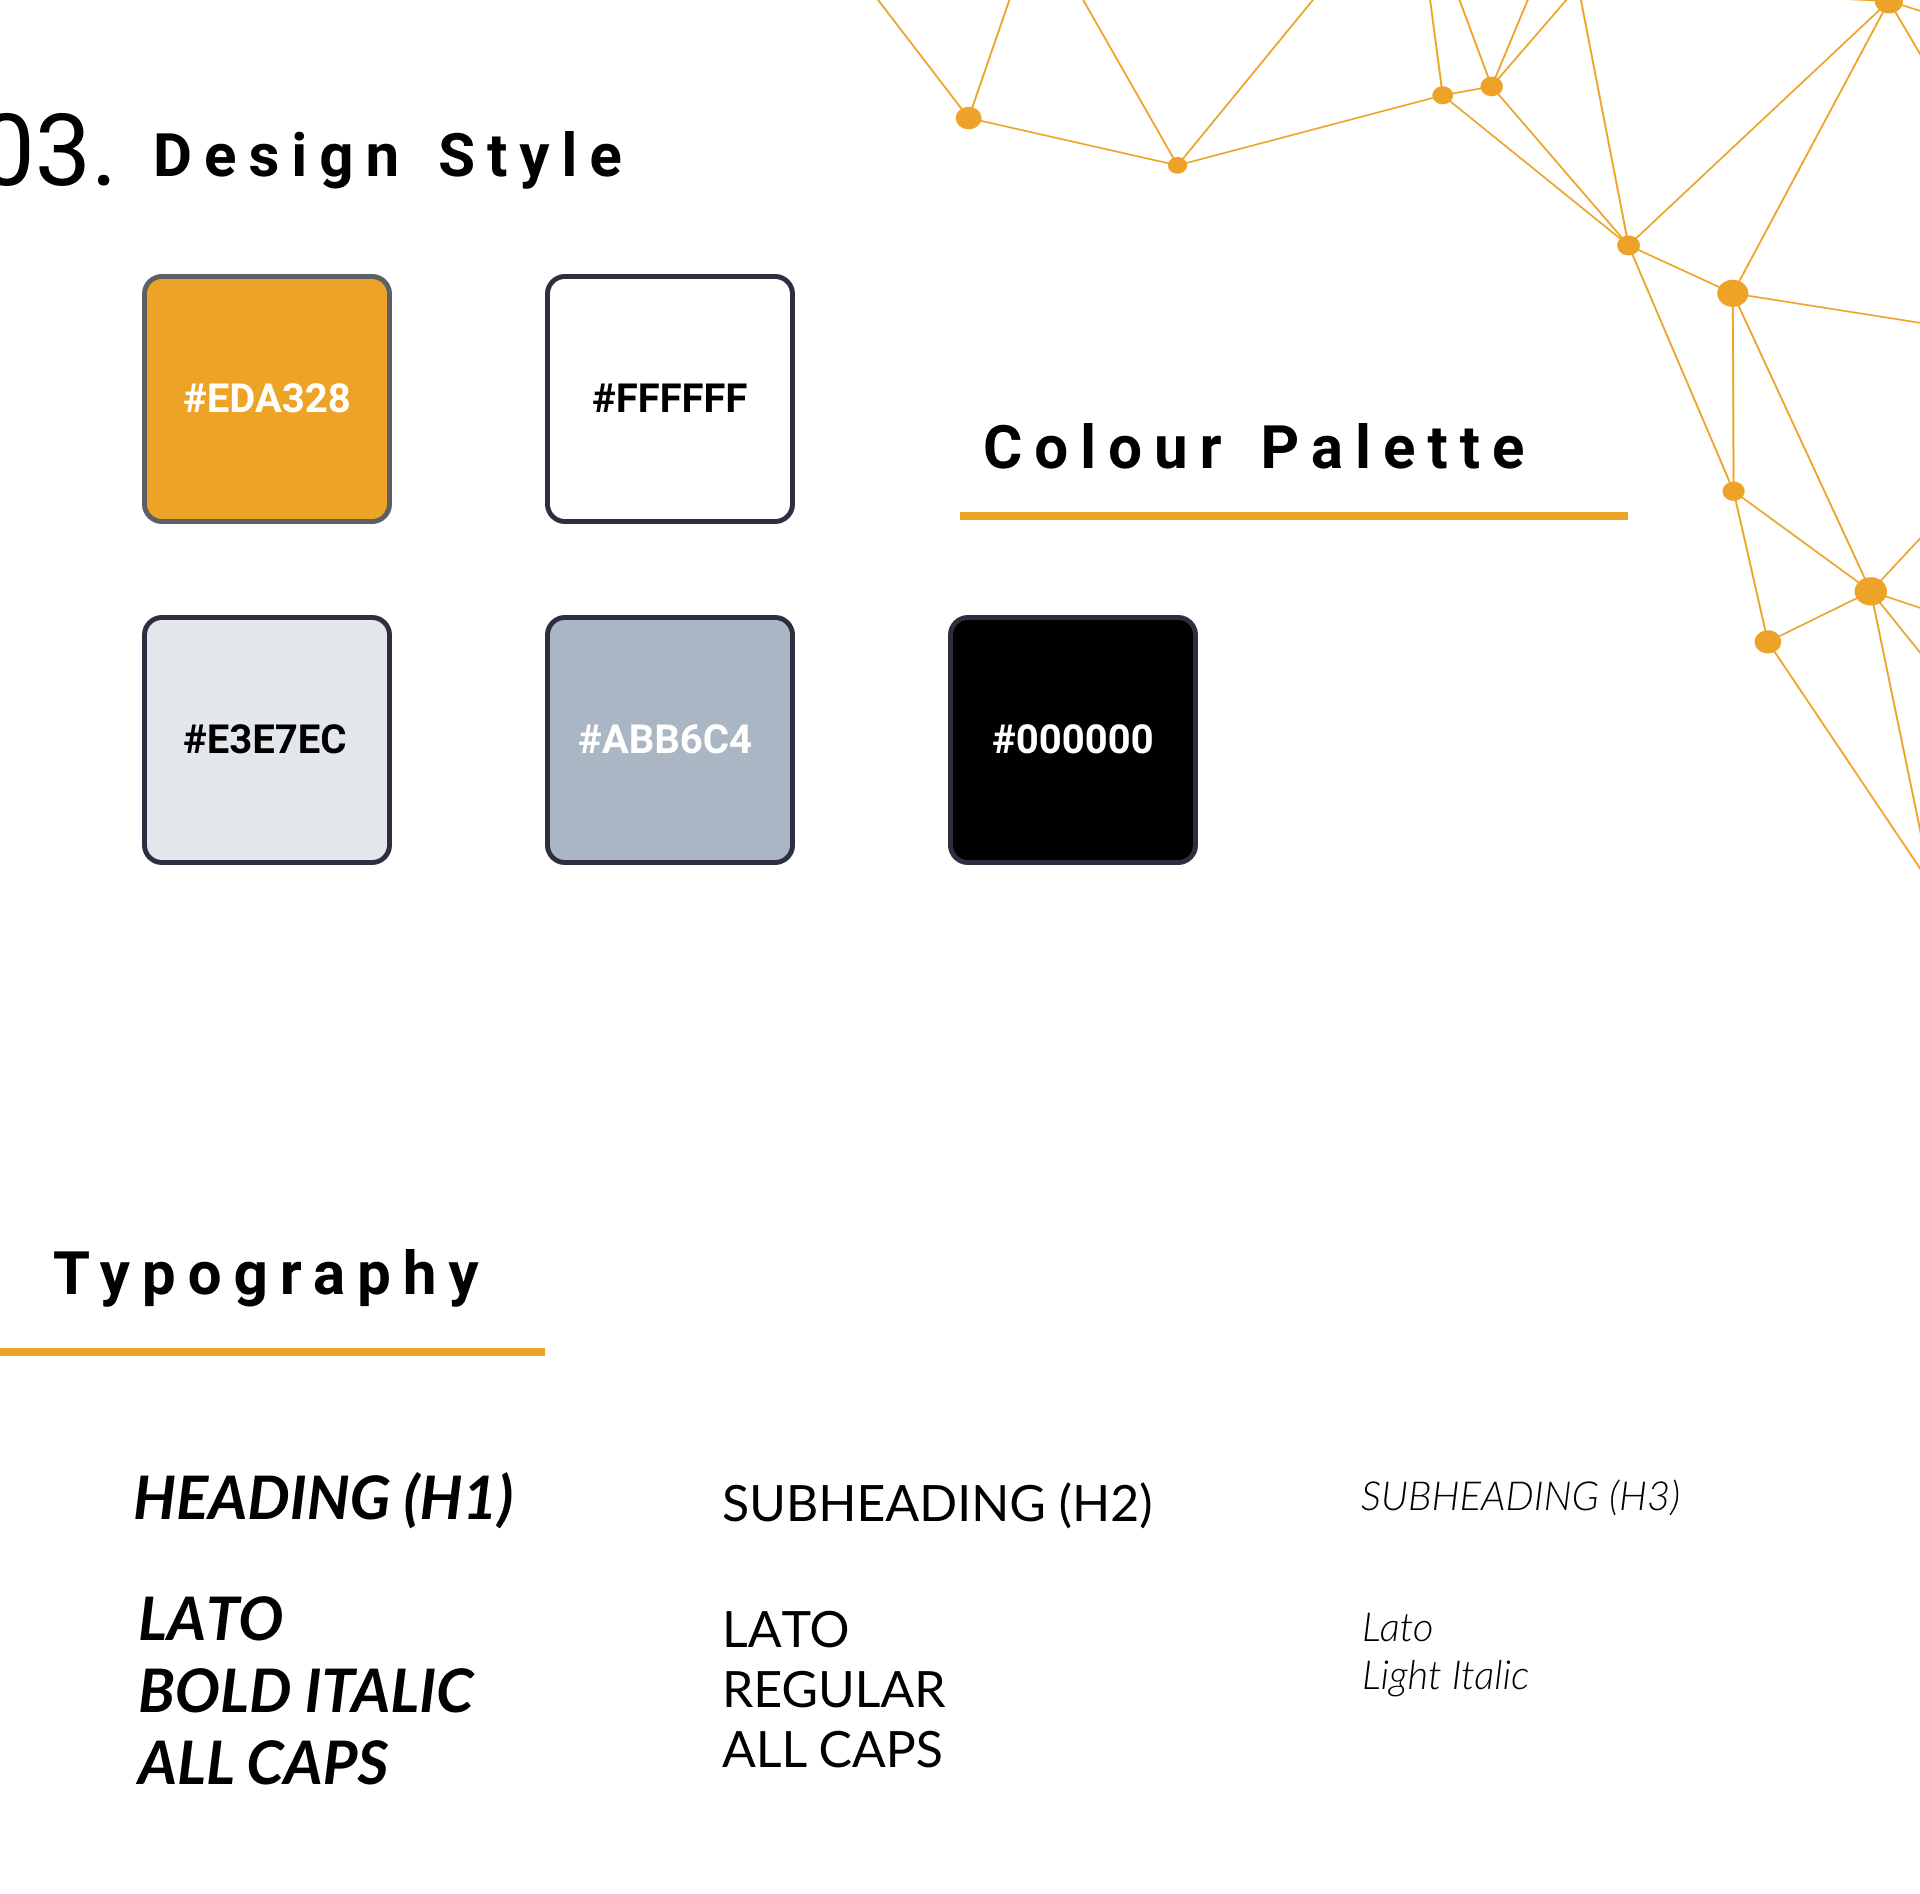 03. Design Style
#EDA328
#FFFFFF
Colour Palette
#E3E7EC
#ABB6C4
#000000
Typography
HEADING (H1)
LATO
BOLD ITALIC
ALL CAPS
SUBHEADING (H2)
LATO
REGULAR
ALL CAPS
SUBHEADING (H3)
Lato
Light Italic